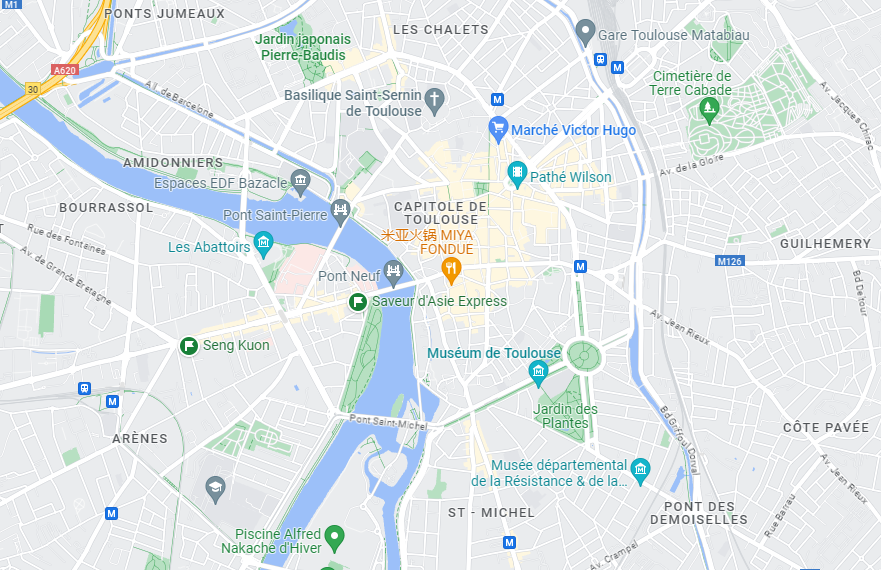 M1
PONTS JUMEAUX
LES CHALETS
Gare Toulouse Matabiau
Jardin japonais
Pierre-Baudis
A620
30
M
Cimetière de
Terre Cabade
All. de Barcelone
Basilique Saint-Sernin
de Toulouse
M
Av. Jacques Chirac
Marché Victor Hugo
AMIDONNIERS
Av. de la Gloire
Espaces EDF Bazacle
Pathé Wilson
BOURRASSOL
Pont Saint-Pierre
CAPITOLE DE
TOULOUSE
Rue des Fontaines
Les Abattoirs
米亚火锅 MIYA
FONDUE
GUILHEMERY
M126
M
Av. de Grande Bretagne
Pont Neuf
Bd Deltour
Saveur d'Asie Express
Av. Jean Rieux
Seng Kuon
Muséum de Toulouse
M
Jardin des
Plantes
Pont Saint-Michel
Bd Griffoul Dorval
CÔTE PAVÉE
ARÈNES
Musée départemental
de la Résistance & de la...
Av. Jean Rieux
M
ST - MICHEL
PONT DES
DEMOISELLES
Rue Barrau
Piscine Alfred
Nakache d'Hiver
M
Av. Crampel